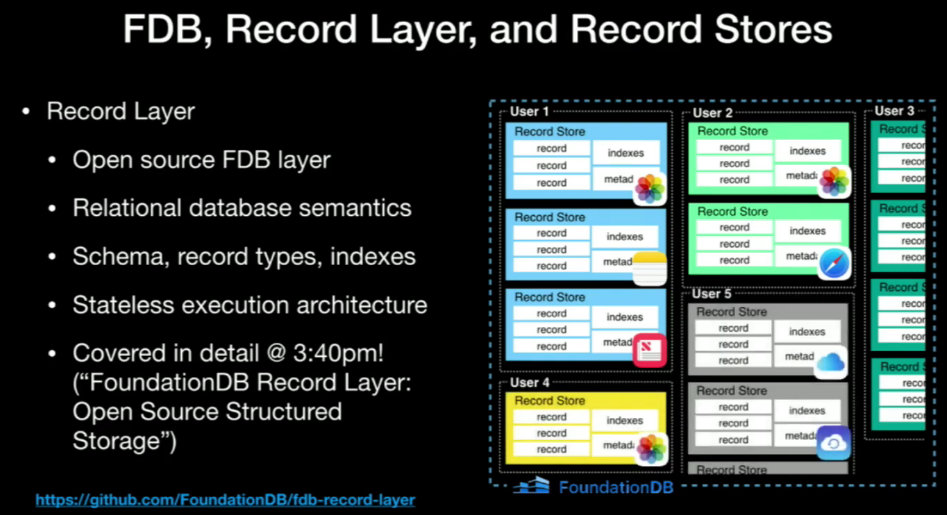 FDB, Record Layer, and Record Stores
• Record Layer
• Open source FDB layer
• Relational database semantics
• Schema, record types, indexes
• Stateless execution architecture
• Covered in detail @ 3:40pm!
(“FoundationDB Record Layer:
Open Source Structured
Storage”)
https://github.com/FoundationDB/fdb-record-layer
User 1
Record Store
record
record
record
indexes
metad
Record Store
record
record
record
indexes
metad
Record Store
record
record
record
indexes
metad
User 4
Record Store
record
record
record
indexes
metada
User 2
Record Store
record
record
record
indexes
metada
Record Store
record
record
record
indexes
metada
User 5
Record Store
record
record
record
indexes
metad
Record Store
record
record
record
indexes
metad
Record Store
User 3
Record S
recor
recor
recor
Record S
recor
recor
recor
Record S
recor
recor
recor
Record S
recor
recor
recor
FoundationDB